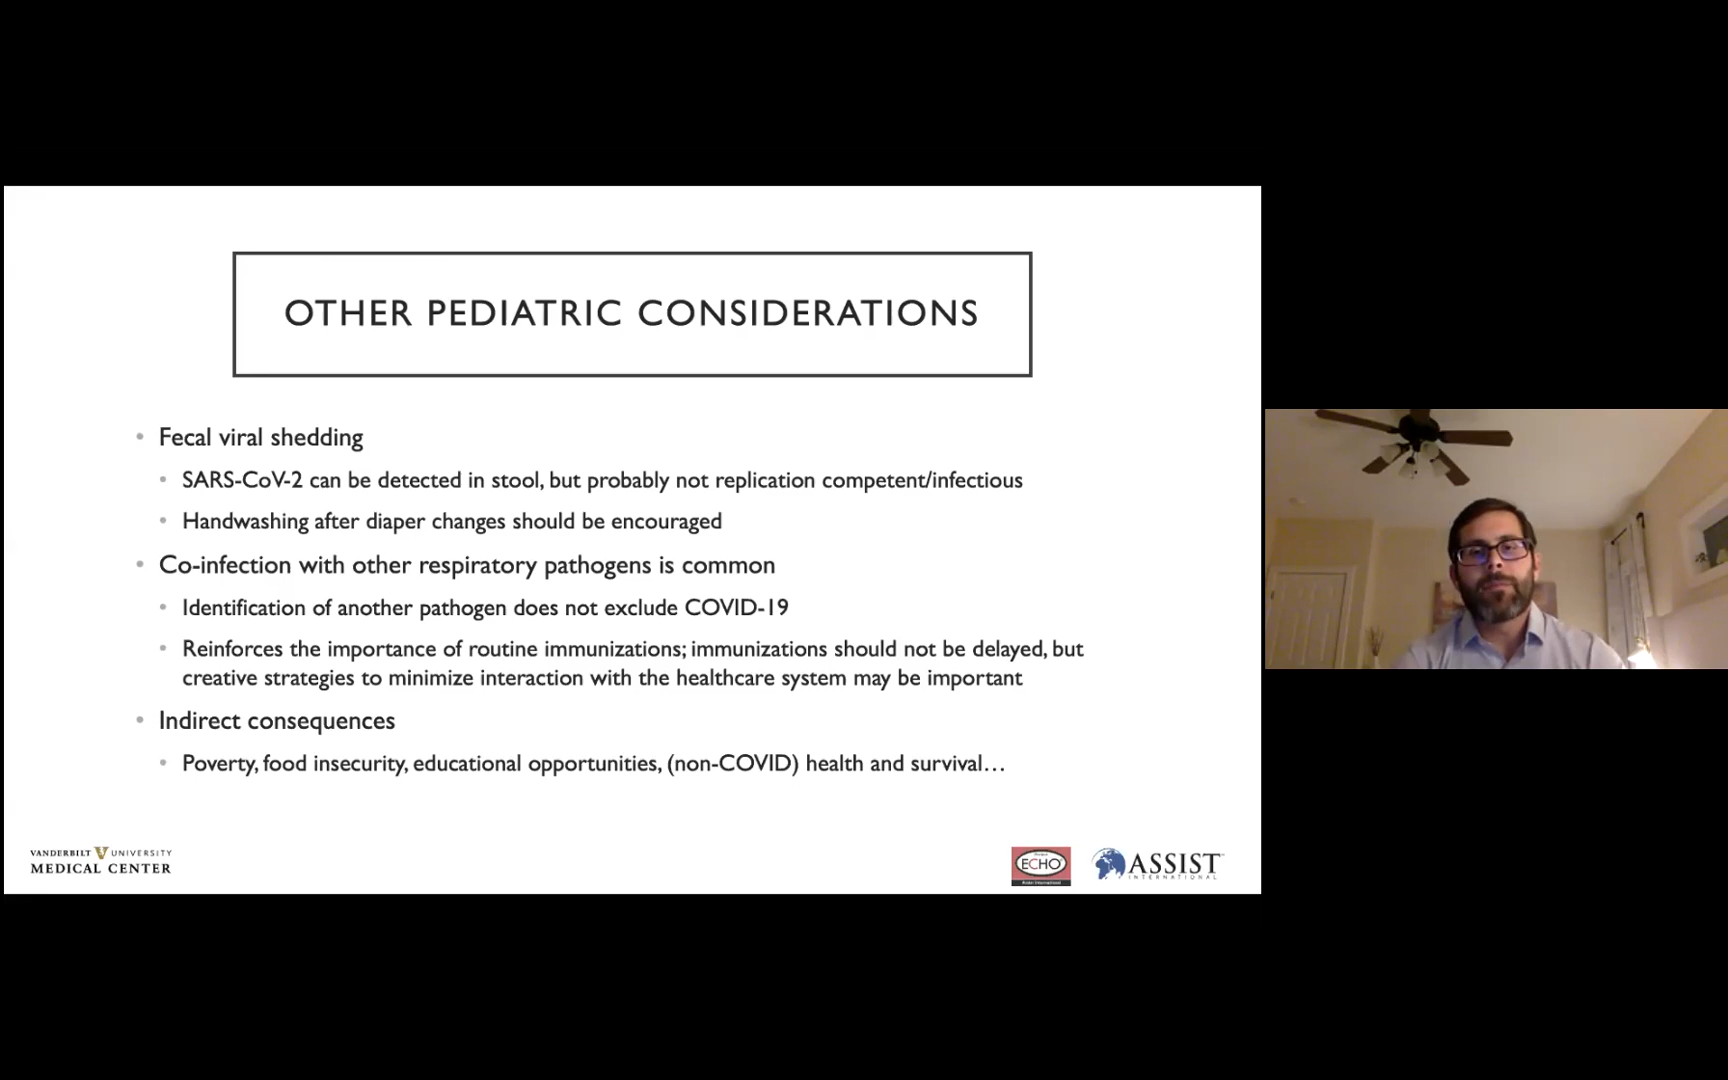 OTHER PEDIATRIC CONSIDERATIONS
Fecal viral shedding
SARS-CoV-2 can be detected in stool, but probably not replication competent/infectious
Handwashing after diaper changes should be encouraged
Co-infection with other respiratory pathogens is common
Identification of another pathogen does not exclude COVID-19
Reinforces the importance of routine immunizations; immunizations should not be delayed, but
creative strategies to minimize interaction with the healthcare system may be important
Indirect consequences
Poverty, food insecurity, educational opportunities, (non-COVID) health and survival…
VANDERBILT V UNIVERSITY
MEDICAL CENTER
ECHO
ASSIST
INTERNATIONAL